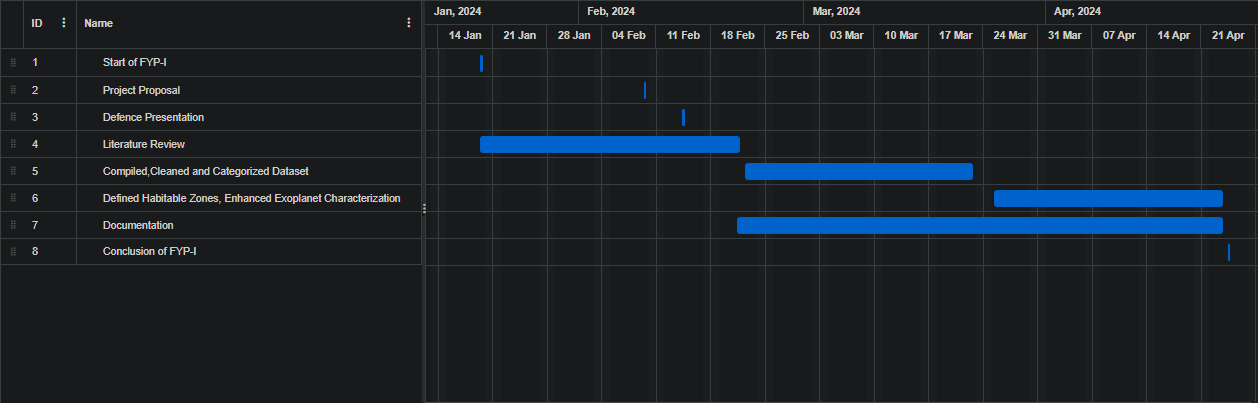 ID Name Jan, 2024 Feb, 2024 Mar, 2024 Apr, 2024
14 Jan 21 Jan 28 Jan 04 Feb 11 Feb 18 Feb 25 Feb 03 Mar 10 Mar 17 Mar 24 Mar 31 Mar 07 Apr 14 Apr 21 Apr
1 Start of FYP-I
2 Project Proposal
3 Defence Presentation
4 Literature Review
5 Compiled,Cleaned and Categorized Dataset
6 Defined Habitable Zones, Enhanced Exoplanet Characterization
7 Documentation
8 Conclusion of FYP-I